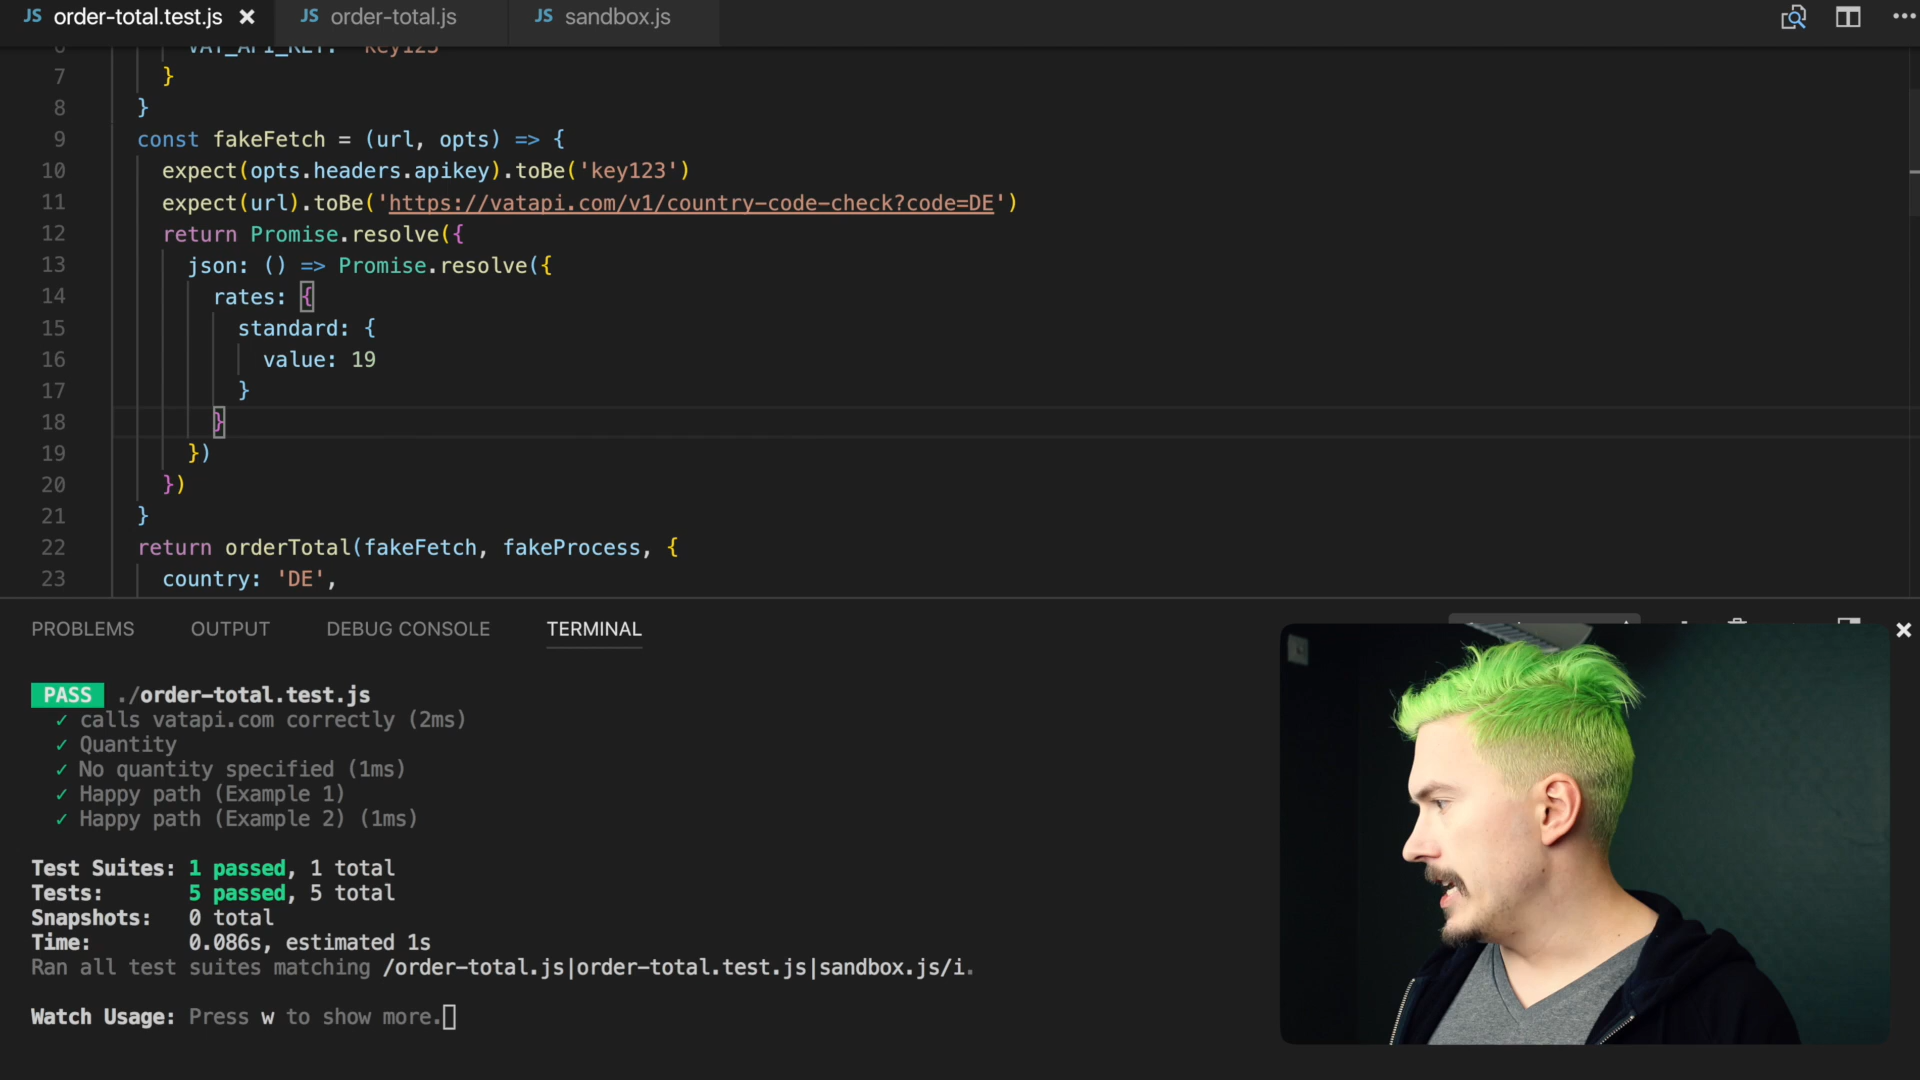 JS order-total.test.js
JS order-total.js
JS sandbox.js
6 VAT_API_KEY: 'key123'
7 }
8 }
9 const fakeFetch = (url, opts) => {
10 expect(opts.headers.apikey).toBe('key123')
11 expect(url).toBe('https://vatapi.com/v1/country-code-check?code=DE')
12 return Promise.resolve({
13 json: () => Promise.resolve({
14 rates: {
15 standard: {
16 value: 19
17 }
18 }
19 })
20 })
21 }
22 return orderTotal(fakeFetch, fakeProcess, {
23 country: 'DE',
PROBLEMS OUTPUT DEBUG CONSOLE TERMINAL
PASS ./order-total.test.js
✓ calls vatapi.com correctly (2ms)
✓ Quantity
✓ No quantity specified (1ms)
✓ Happy path (Example 1)
✓ Happy path (Example 2) (1ms)
Test Suites: 1 passed, 1 total
Tests: 5 passed, 5 total
Snapshots: 0 total
Time: 0.086s, estimated 1s
Ran all test suites matching /order-total.js|order-total.test.js|sandbox.js/i.
Watch Usage: Press w to show more.